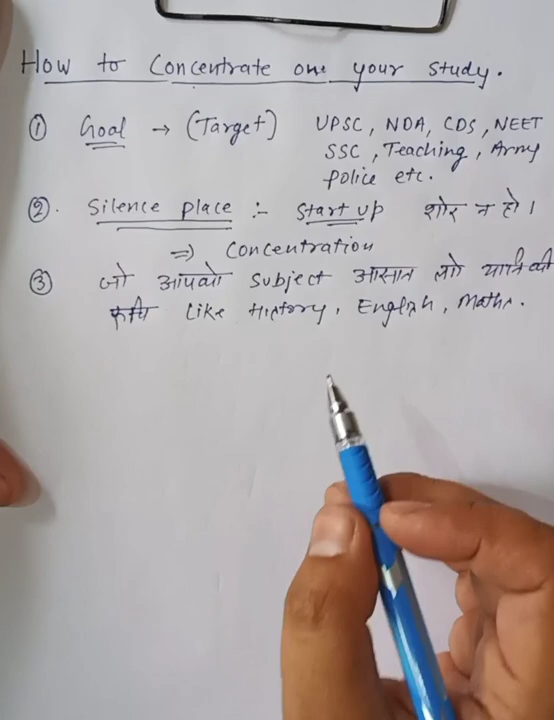 How to Concentrate one your study.
① Goal → (Target) UPSC, NDA, CDS, NEET
SSC, Teaching, Army
Police etc.
②. Silence place :- Start up शोर न हो।
⇒ Concentration
③ जो आपको Subject आसान लगे यानि की
रूचि Like History, English, Maths.